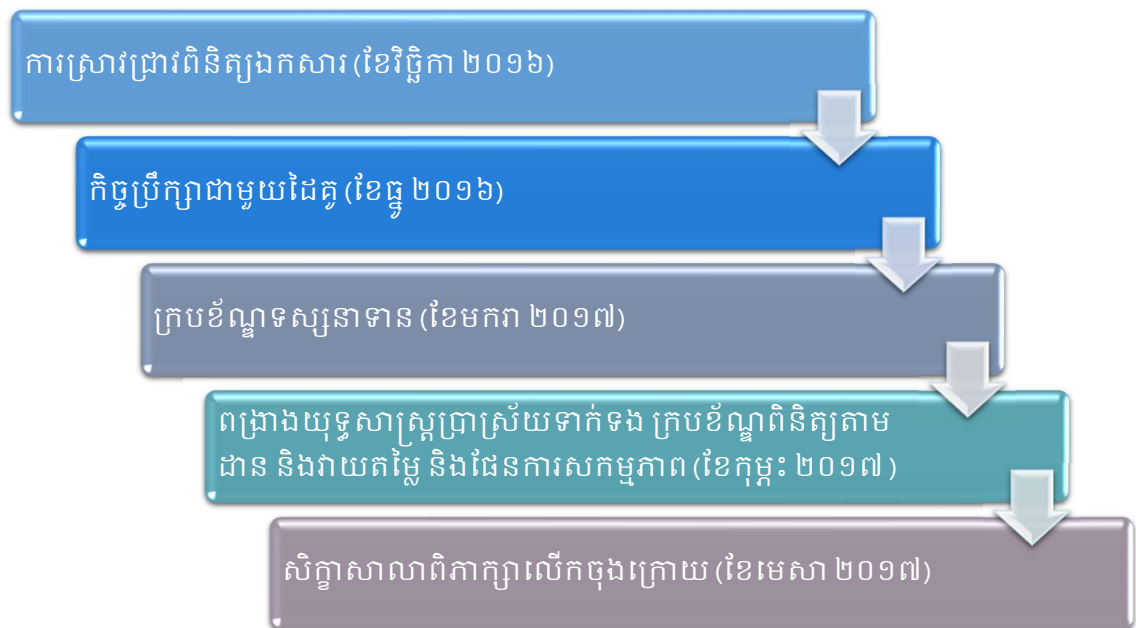 ការស្រាវជ្រាវពិនិត្យឯកសារ (ខែវិច្ឆិកា ២០១៦)
កិច្ចប្រឹក្សាជាមួយដៃគូ (ខែធ្នូ ២០១៦)
ក្របខ័ណ្ឌទស្សនាទាន (ខែមករា ២០១៧)
ពង្រាងយុទ្ធសាស្ត្រប្រាស្រ័យទាក់ទង ក្របខ័ណ្ឌពិនិត្យតាម
ដាន និងវាយតម្លៃ និងផែនការសកម្មភាព (ខែកុម្ភះ ២០១៧ )
សិក្ខាសាលាពិភាក្សាលើកចុងក្រោយ (ខែមេសា ២០១៧)